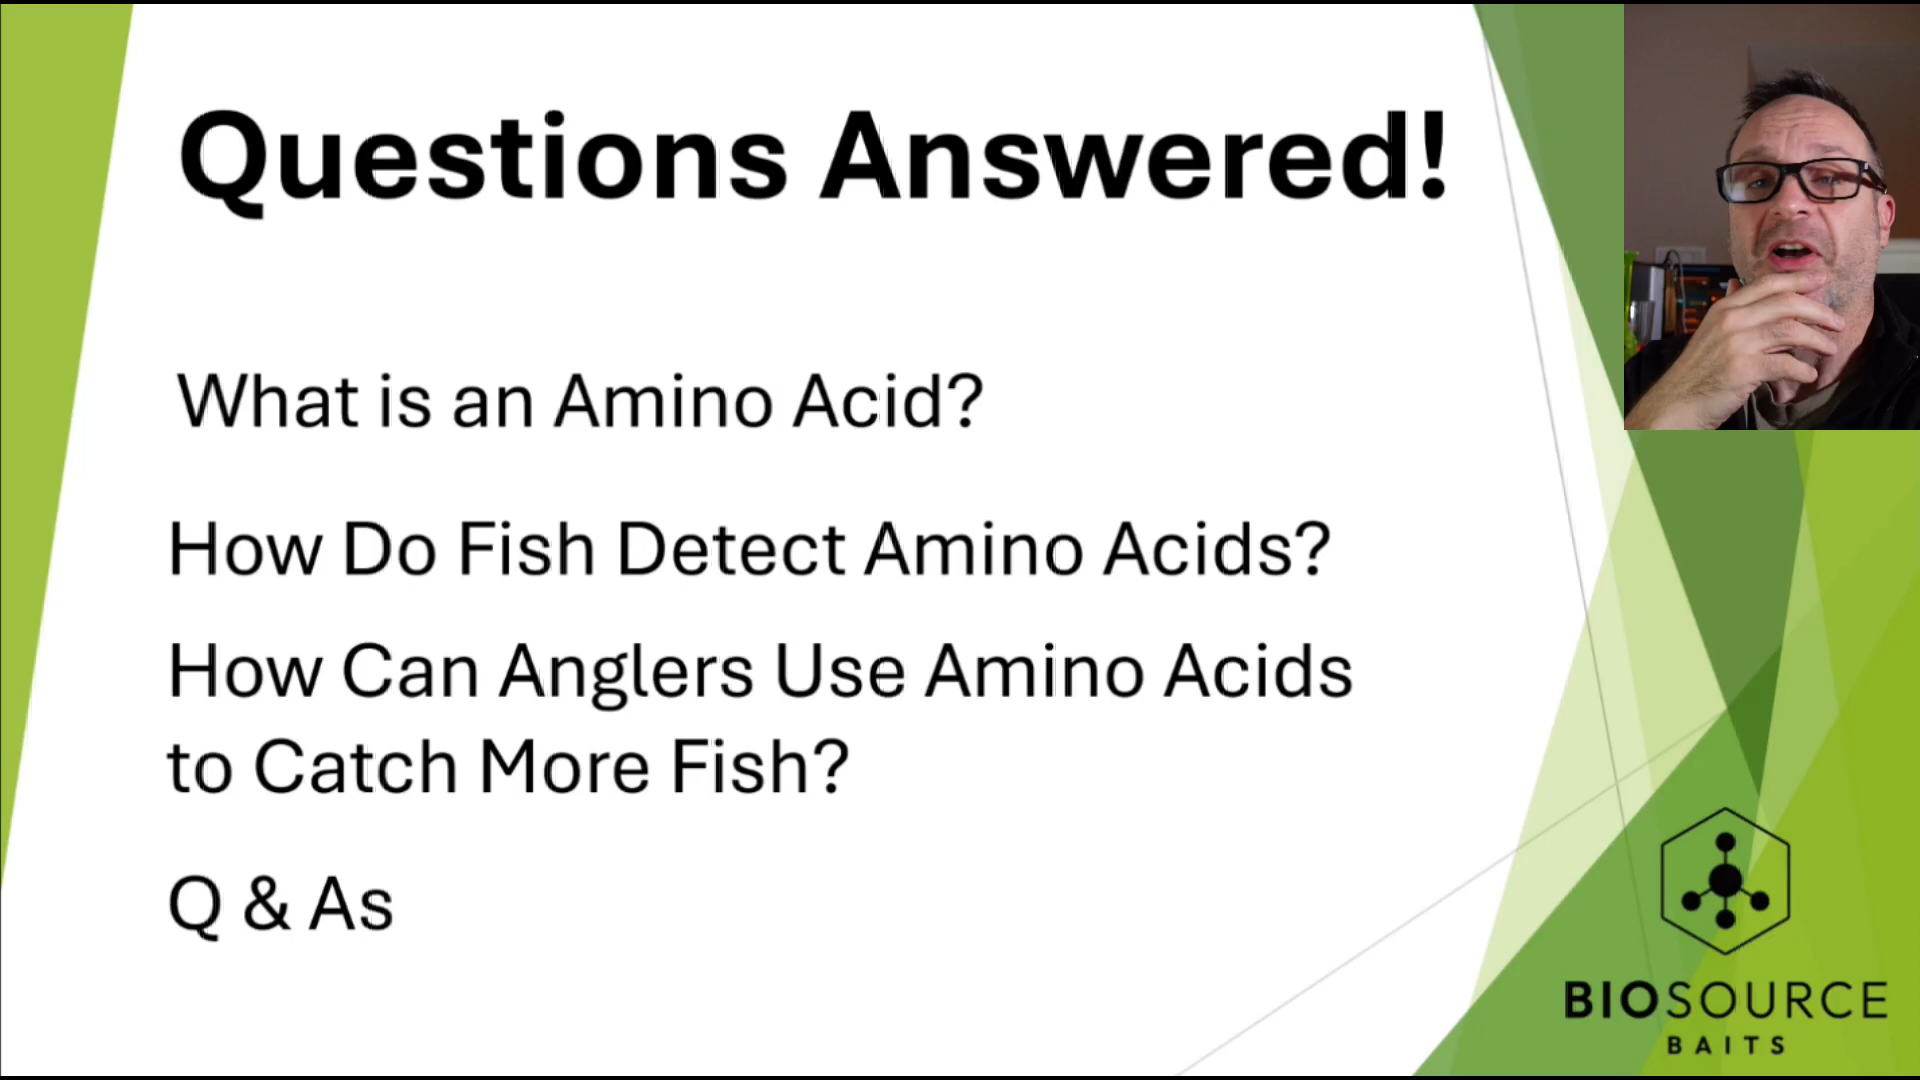 Questions Answered!
What is an Amino Acid?
How Do Fish Detect Amino Acids?
How Can Anglers Use Amino Acids
to Catch More Fish?
Q & As
BIOSOURCE
BAITS